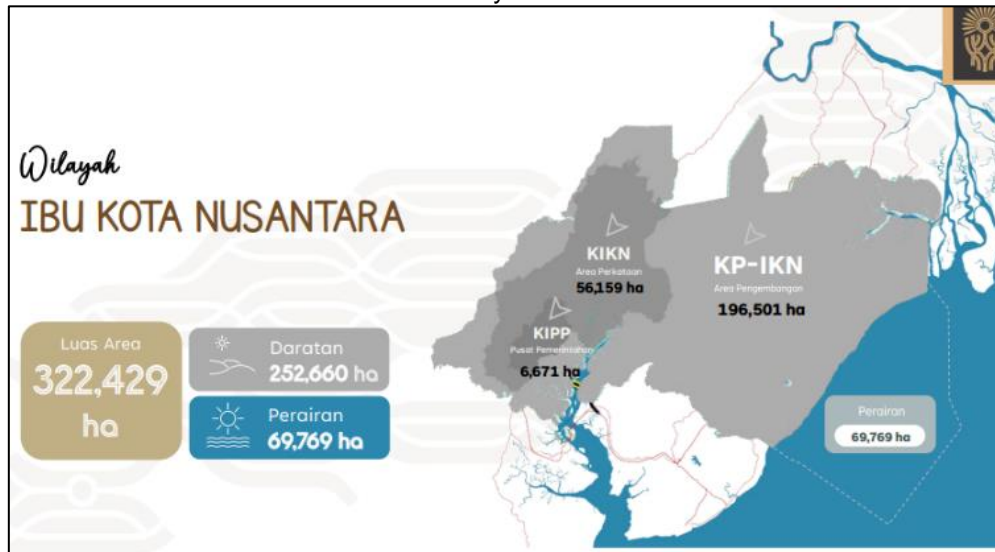 Wilayah
IBU KOTA NUSANTARA
Luas Area
322,429
ha
Daratan
252,660 ha
Perairan
69,769 ha
KIKN
Area Perkotaan
56,159 ha
KIPP
Pusat Pemerintahan
6,671 ha
KP-IKN
Area Pengembangan
196,501 ha
Perairan
69,769 ha